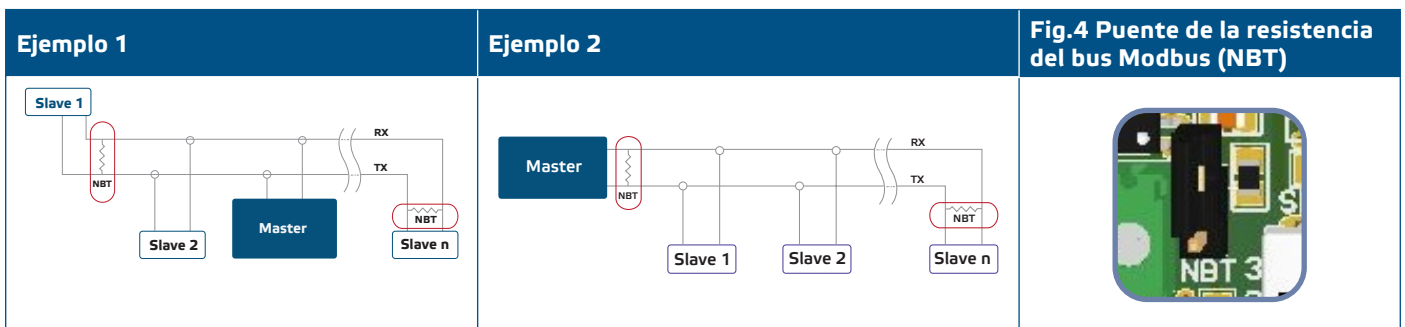 Ejemplo 1
Slave 1
NBT
RX
TX
Slave 2
Master
NBT
Slave n
Ejemplo 2
Master
NBT
RX
TX
Slave 1
Slave 2
NBT
Slave n
Fig.4 Puente de la resistencia
del bus Modbus (NBT)
S
NBT 3